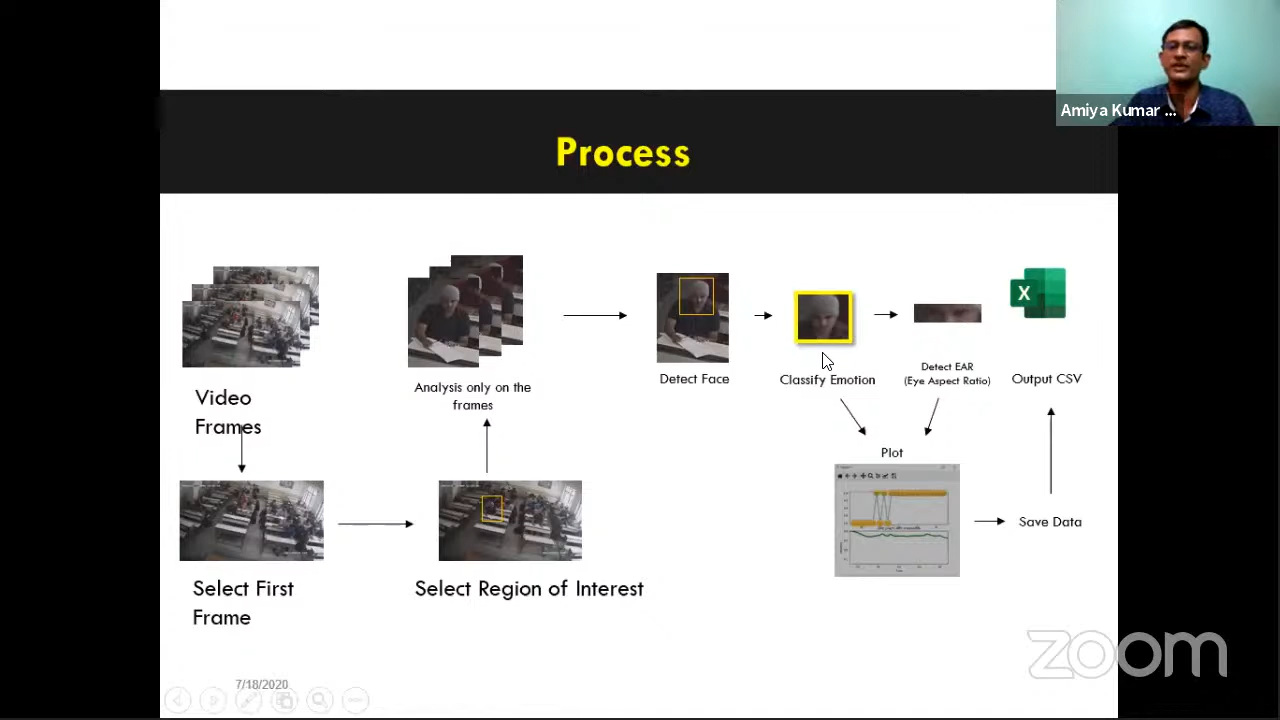 Amiya Kumar ...
Process
Video
Frames
Analysis only on the
frames
Detect Face
Classify Emotion
Detect EAR
(Eye Aspect Ratio)
X
Output CSV
Plot
Save Data
Select First
Frame
Select Region of Interest
7/18/2020
zoom